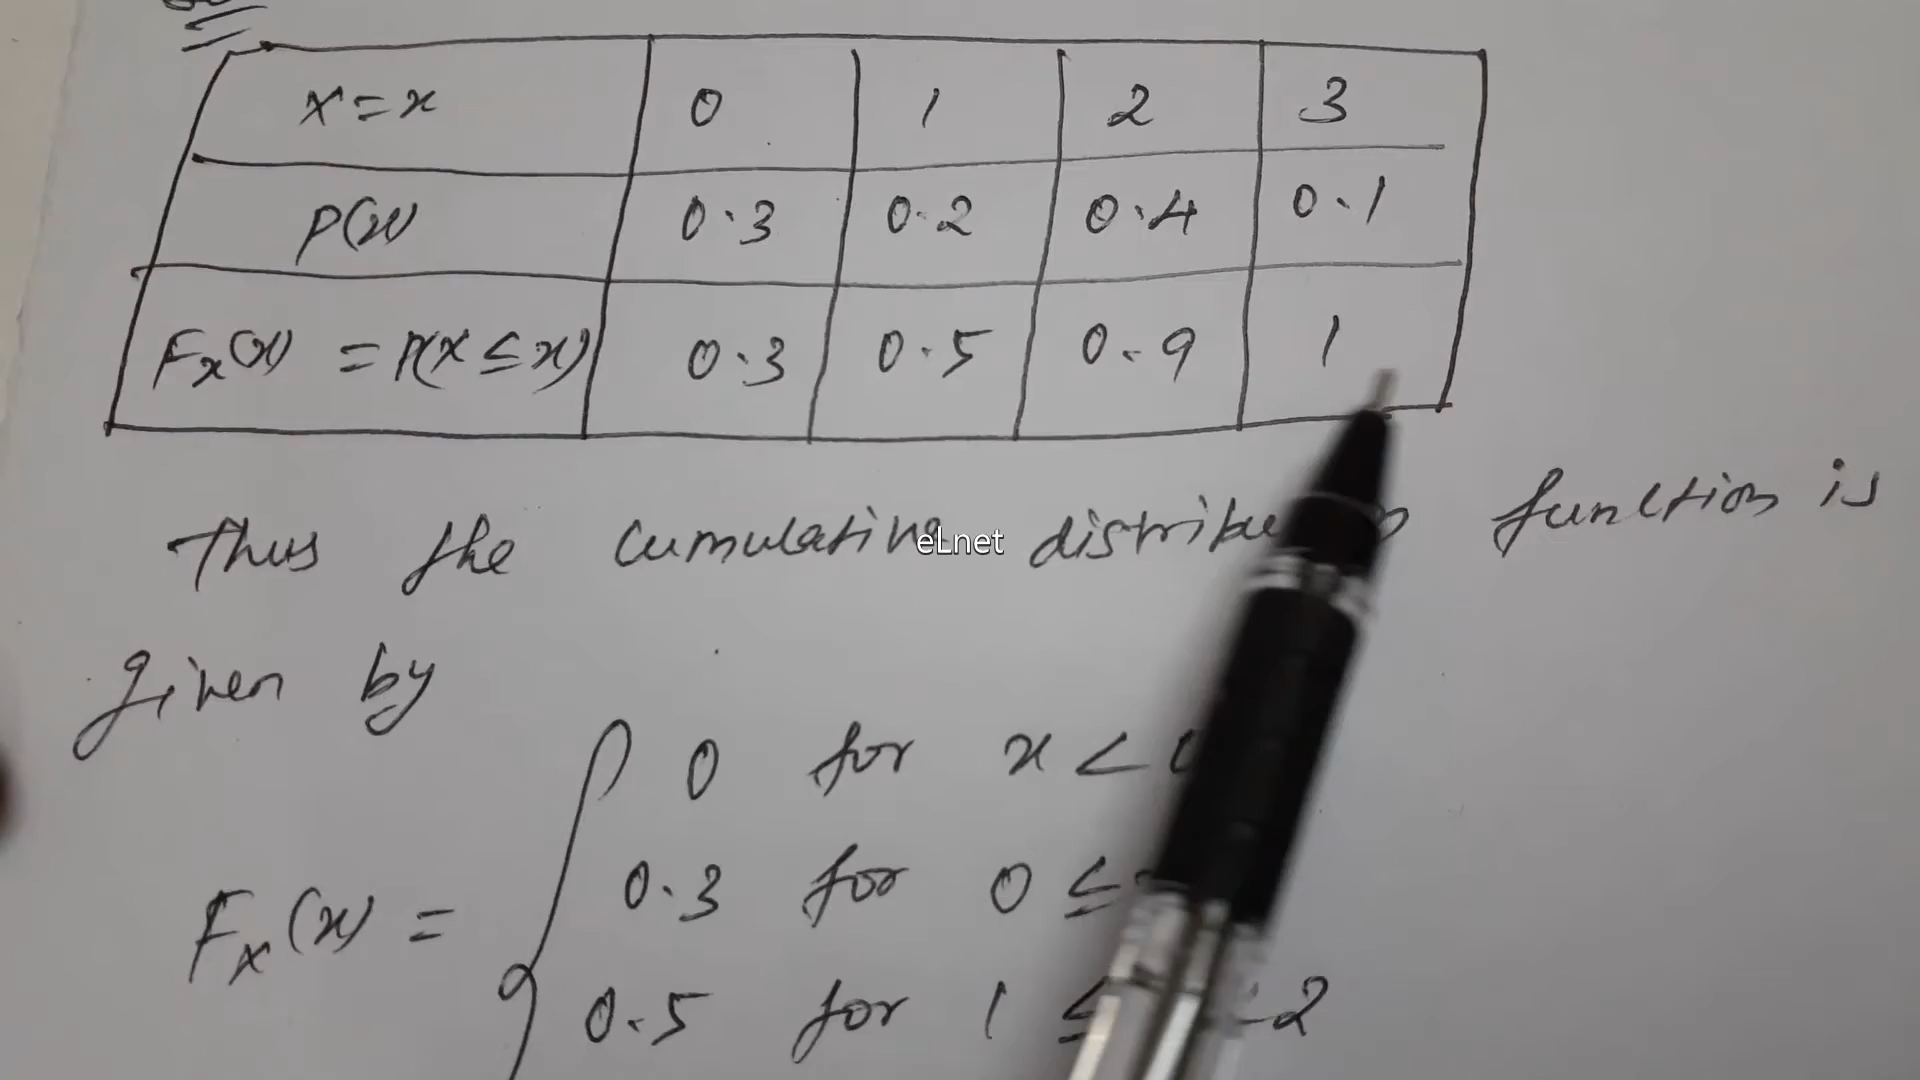 X=x 0 1 2 3
P(x) 0.3 0.2 0.4 0.1
Fx(x) = P(X ≤ x) 0.3 0.5 0.9 1
Thus the cumulative function is
eLnet
given by
0 for x <
0.3 for 0 ≤
Fx(x) =
0.5 for 1 ≤ 2